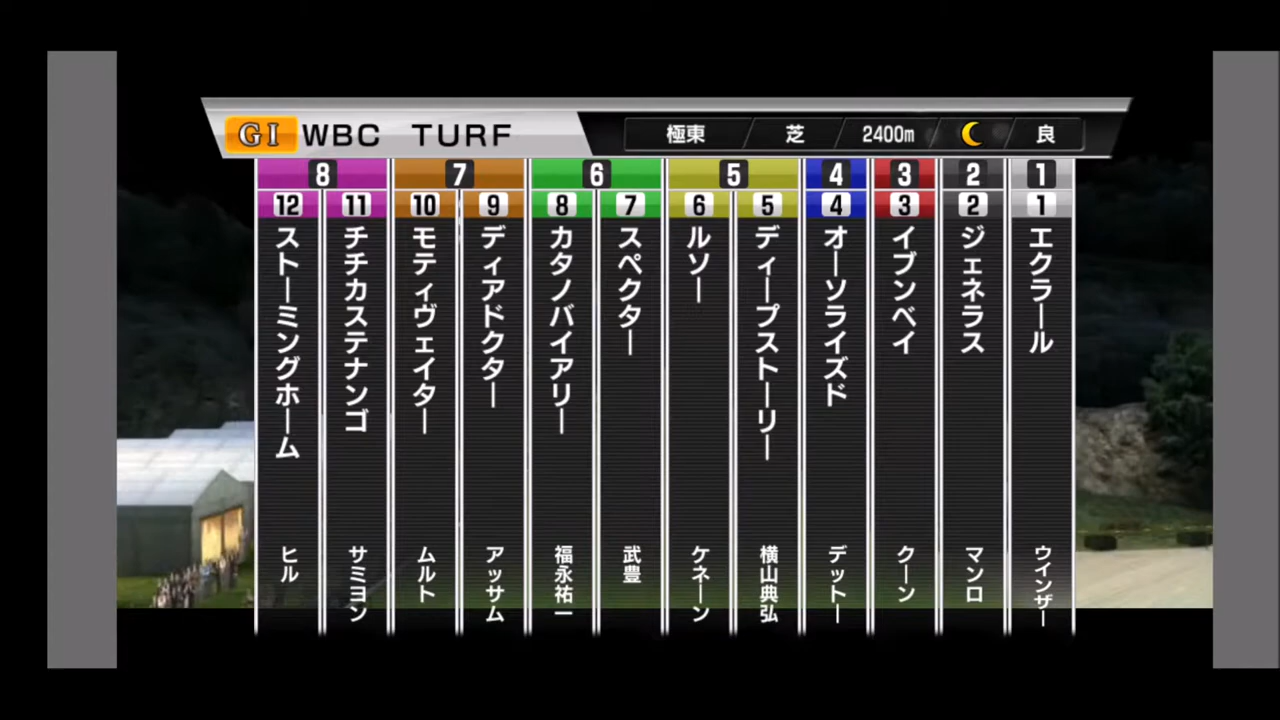 GI WBC TURF 極東 芝 2400m 良
1
1
エクラール
ウインザー
2
2
ジェネラス
マンロ
3
3
イブンベイ
クーン
4
4
オーソライズド
デットー
5
5
ディープストーリー
横山典弘
6
ルソー
ケネーン
6
7
スペクター
武豊
8
カタノバイアリー
福永祐一
7
9
ディアドクター
アッサム
10
モティヴェイター
ムルト
8
11
チチカステナンゴ
サミヨン
12
ストーミングホーム
ヒル